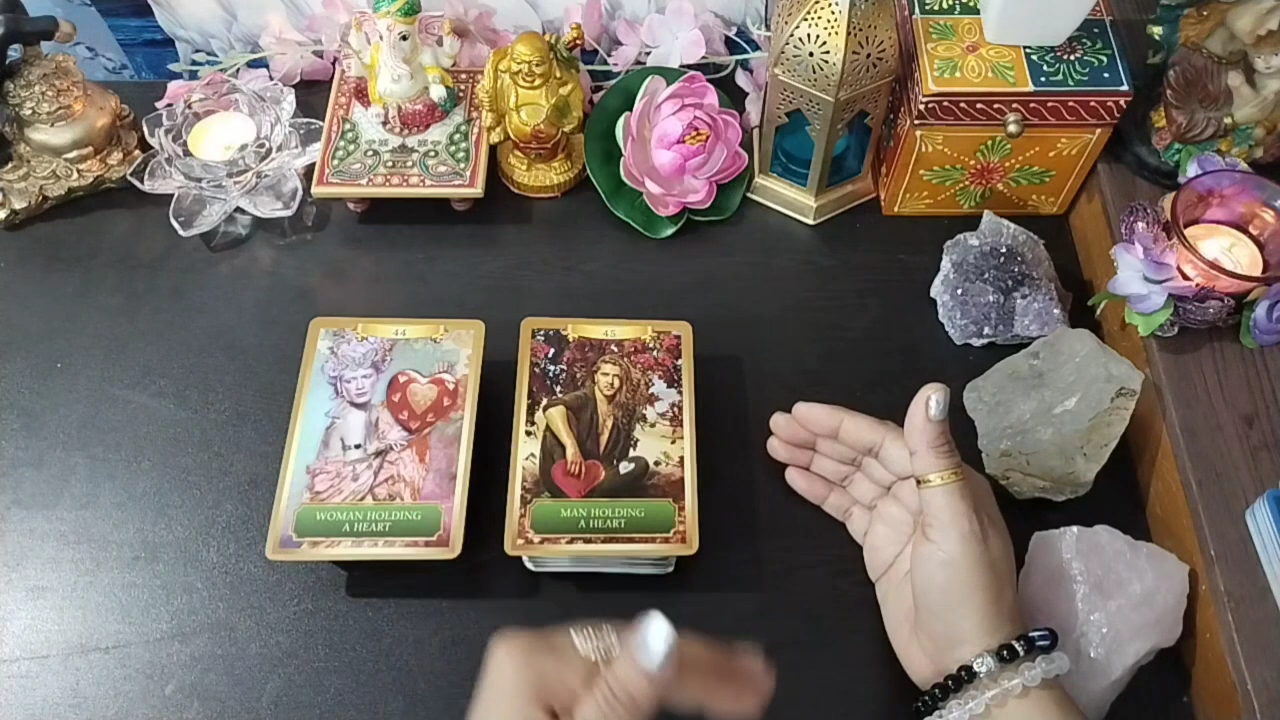 44
WOMAN HOLDING
A HEART
45
MAN HOLDING
A HEART